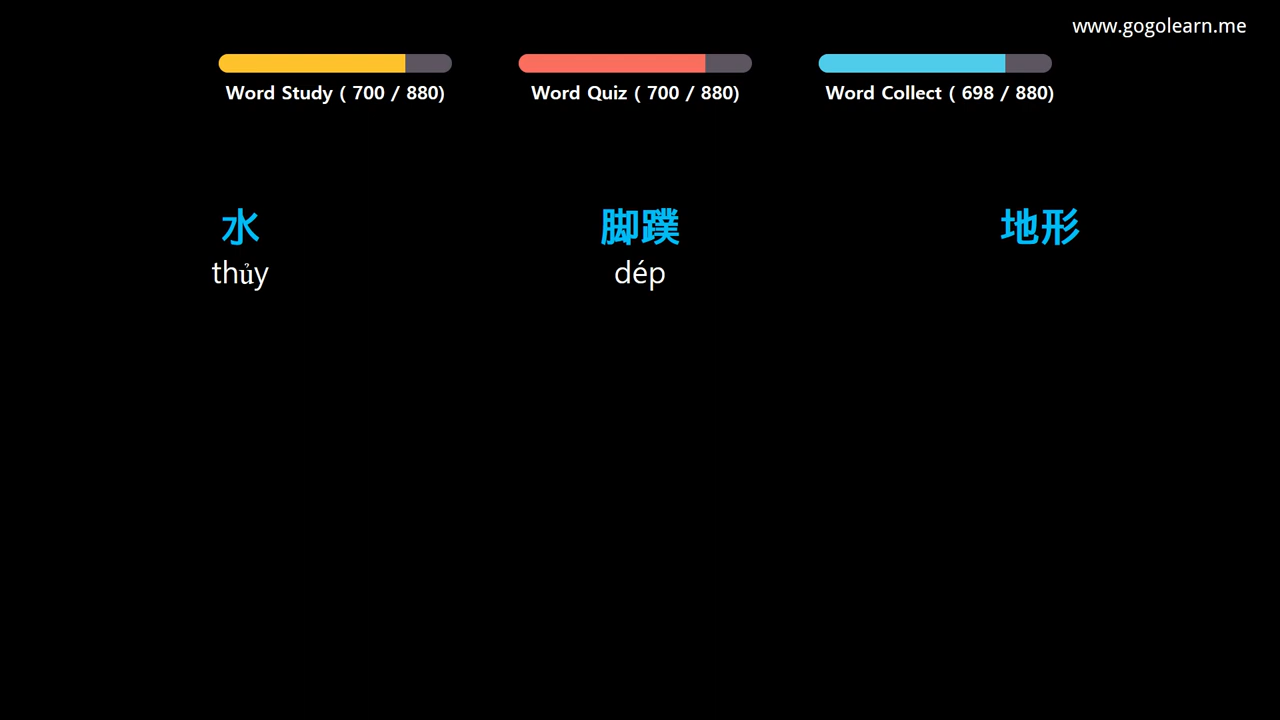 www.gogolearn.me
Word Study ( 700 / 880)
Word Quiz ( 700 / 880)
Word Collect ( 698 / 880)
水
脚蹼
地形
thủy
dép